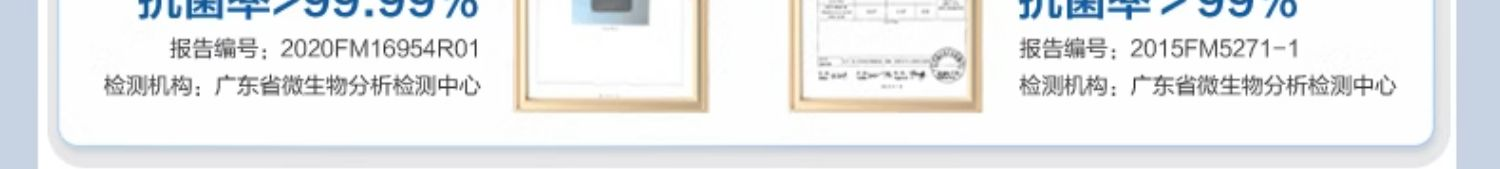 抗菌率>99.99%
报告编号：2020FM16954R01
检测机构：广东省微生物分析检测中心
抗菌率＞99%
报告编号：2015FM5271-1
检测机构：广东省微生物分析检测中心